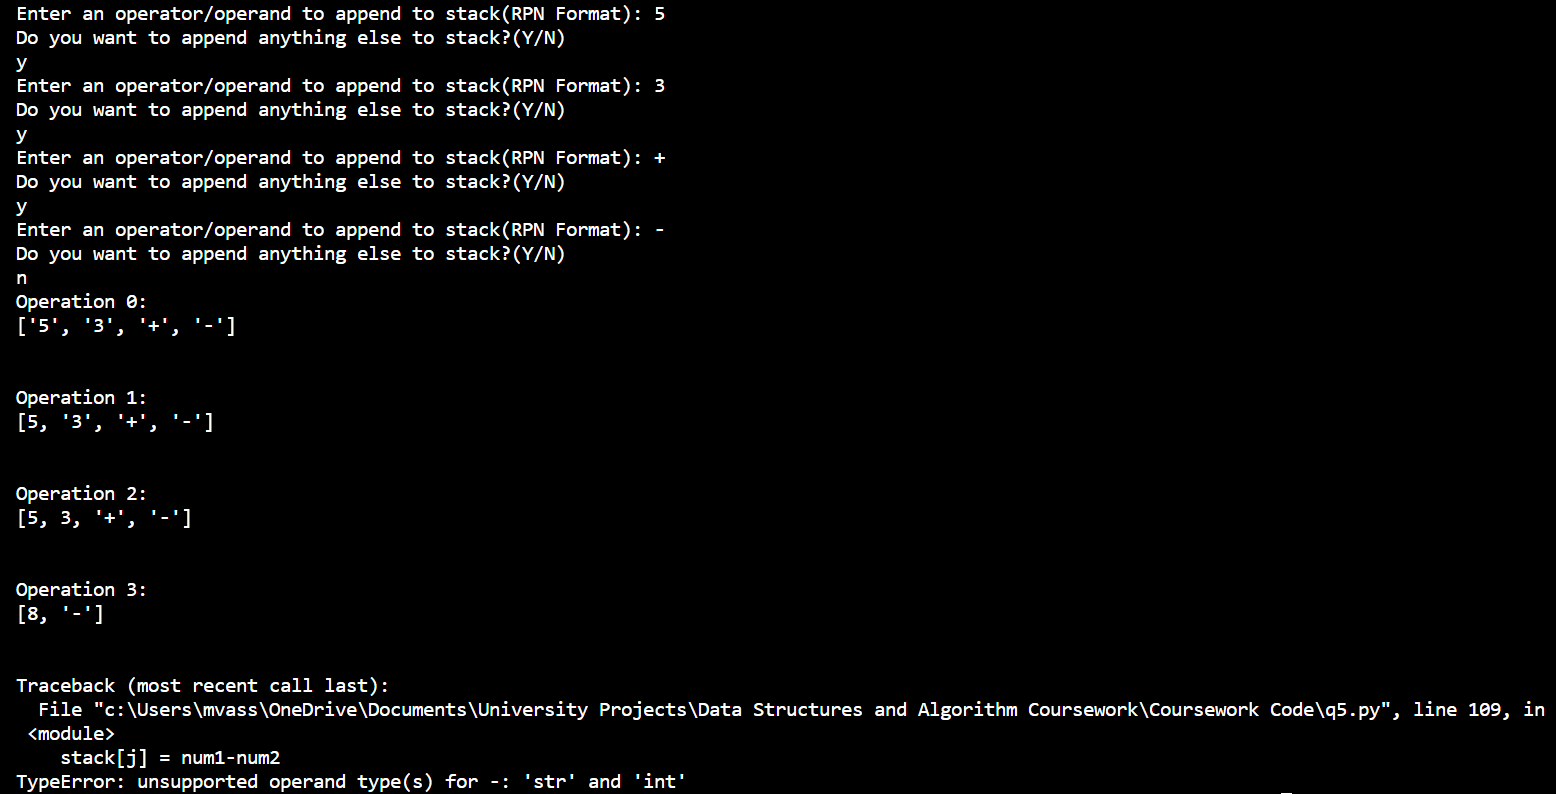 Enter an operator/operand to append to stack(RPN Format): 5
Do you want to append anything else to stack?(Y/N)
y
Enter an operator/operand to append to stack(RPN Format): 3
Do you want to append anything else to stack?(Y/N)
y
Enter an operator/operand to append to stack(RPN Format): +
Do you want to append anything else to stack?(Y/N)
y
Enter an operator/operand to append to stack(RPN Format): -
Do you want to append anything else to stack?(Y/N)
n
Operation 0:
['5', '3', '+', '-']
Operation 1:
[5, '3', '+', '-']
Operation 2:
[5, 3, '+', '-']
Operation 3:
[8, '-']
Traceback (most recent call last):
  File "c:\Users\mvass\OneDrive\Documents\University Projects\Data Structures and Algorithm Coursework\Coursework Code\q5.py", line 109, in
 <module>
    stack[j] = num1-num2
TypeError: unsupported operand type(s) for -: 'str' and 'int'